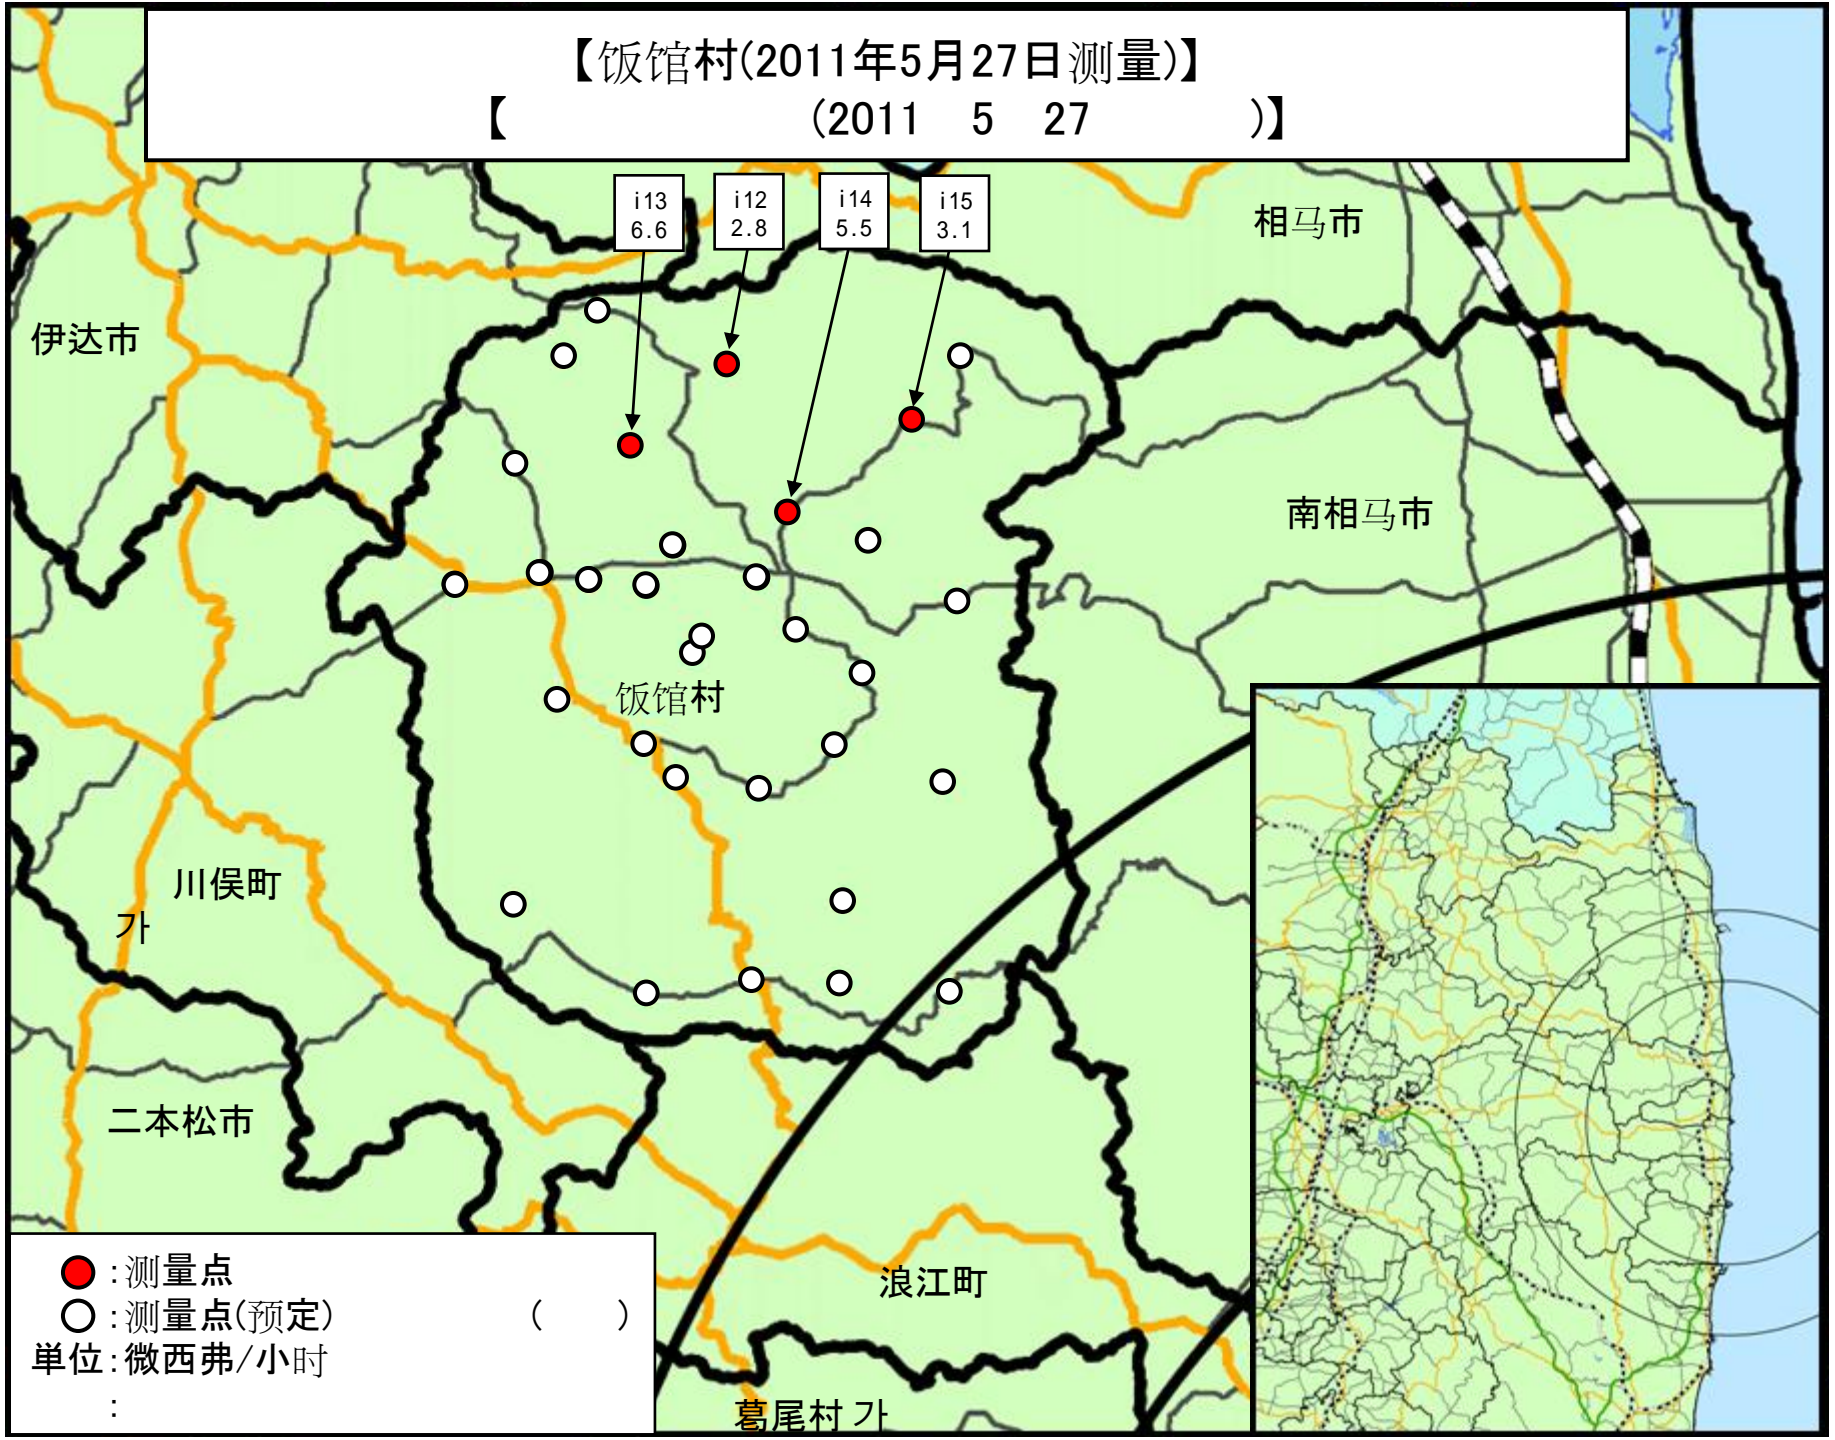 【饭馆村(2011年5月27日测量)】
【 (2011 5 27 )】
i13
6.6
i12
2.8
i14
5.5
i15
3.1
相马市
伊达市
南相马市
饭馆村
川俣町
가
二本松市
浪江町
葛尾村 가
:测量点
:测量点(预定) ( )
単位:微西弗/小时
: